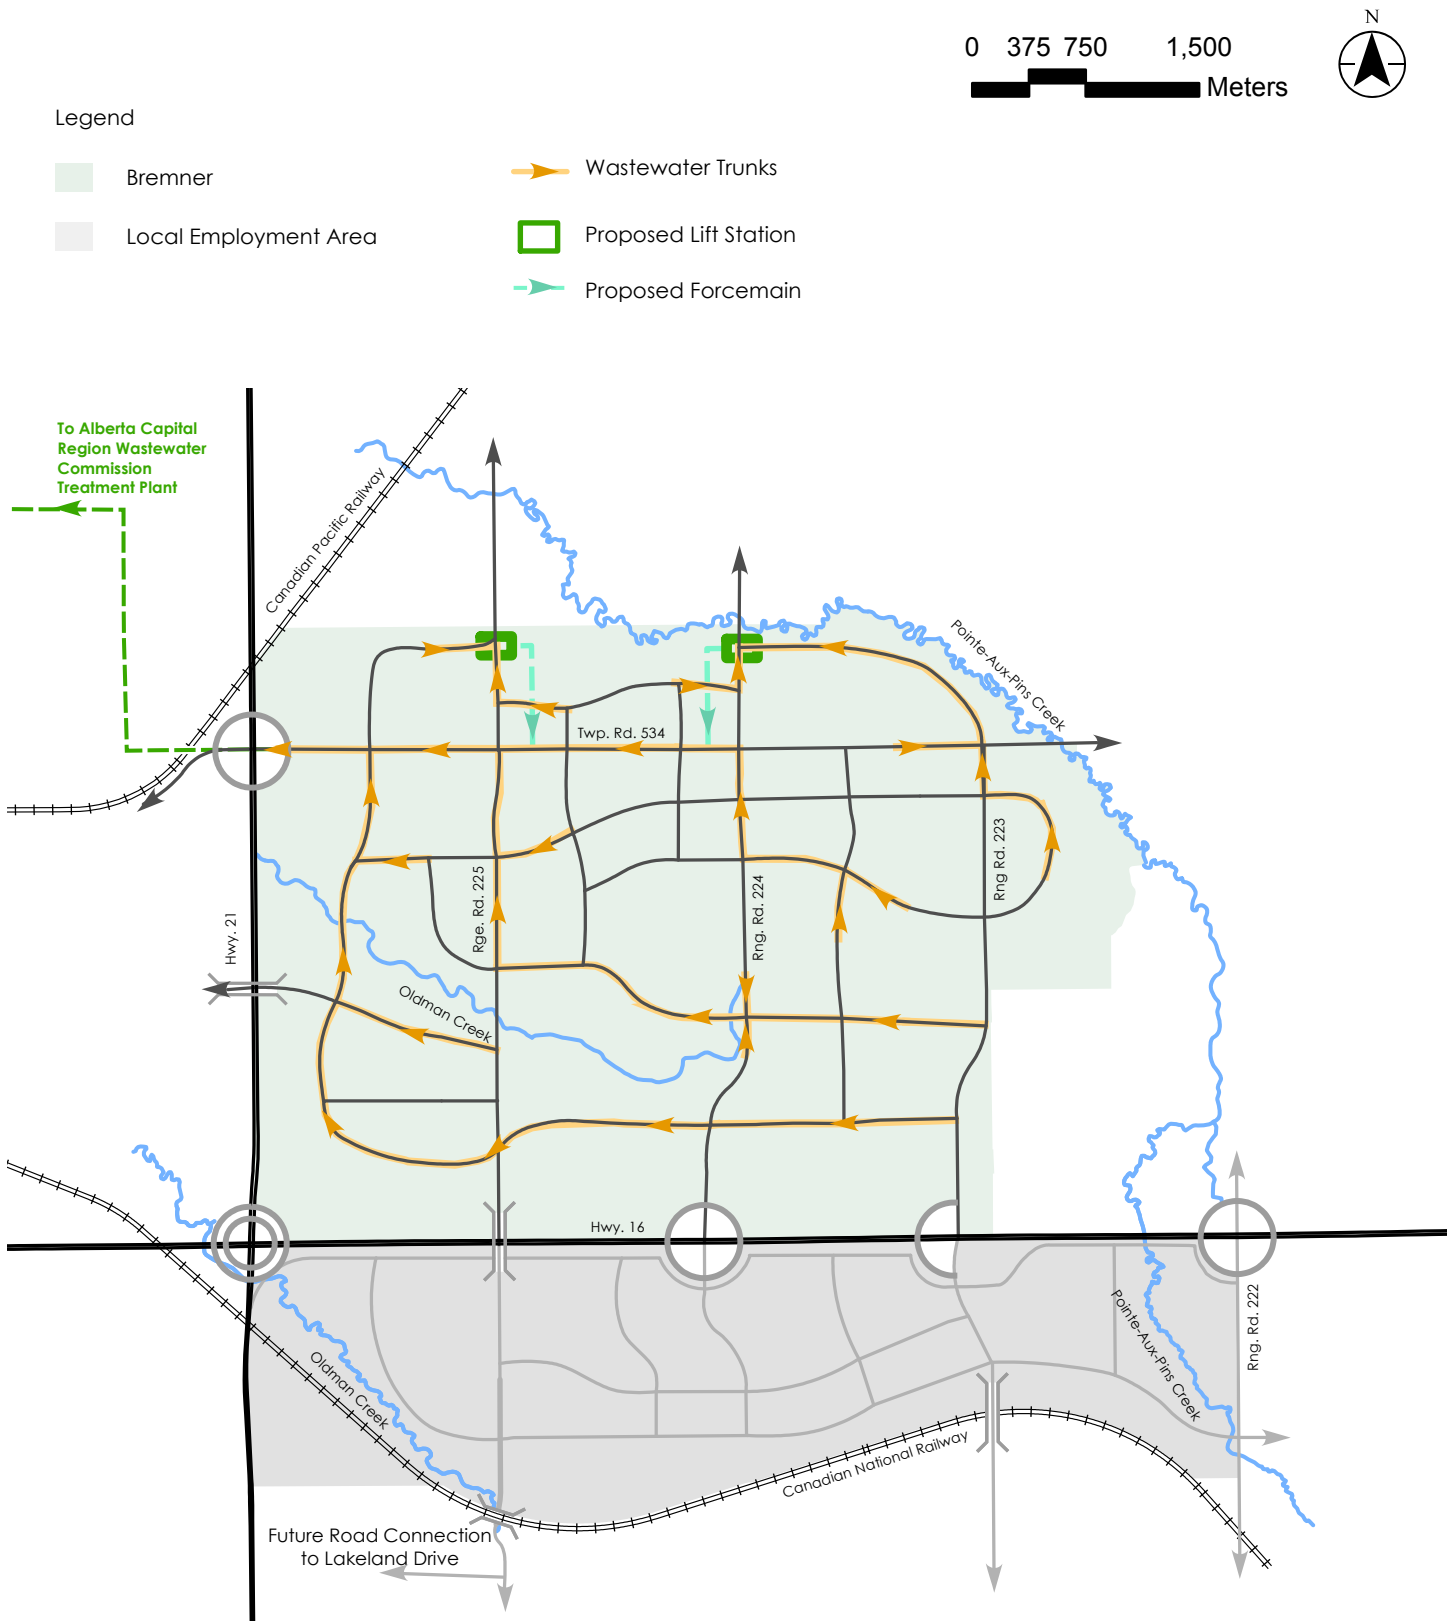 N
0 375 750 1,500
Meters
Legend
Bremner
Local Employment Area
Wastewater Trunks
Proposed Lift Station
Proposed Forcemain
To Alberta Capital
Region Wastewater
Commission
Treatment Plant
Canadian Pacific Railway
Pointe-Aux-Pins Creek
Twp. Rd. 534
Rng Rd. 223
Rge. Rd. 225
Rng. Rd. 224
Hwy. 21
Oldman Creek
Hwy. 16
Rng. Rd. 222
Pointe-Aux-Pins Creek
Oldman Creek
Canadian National Railway
Future Road Connection
to Lakeland Drive